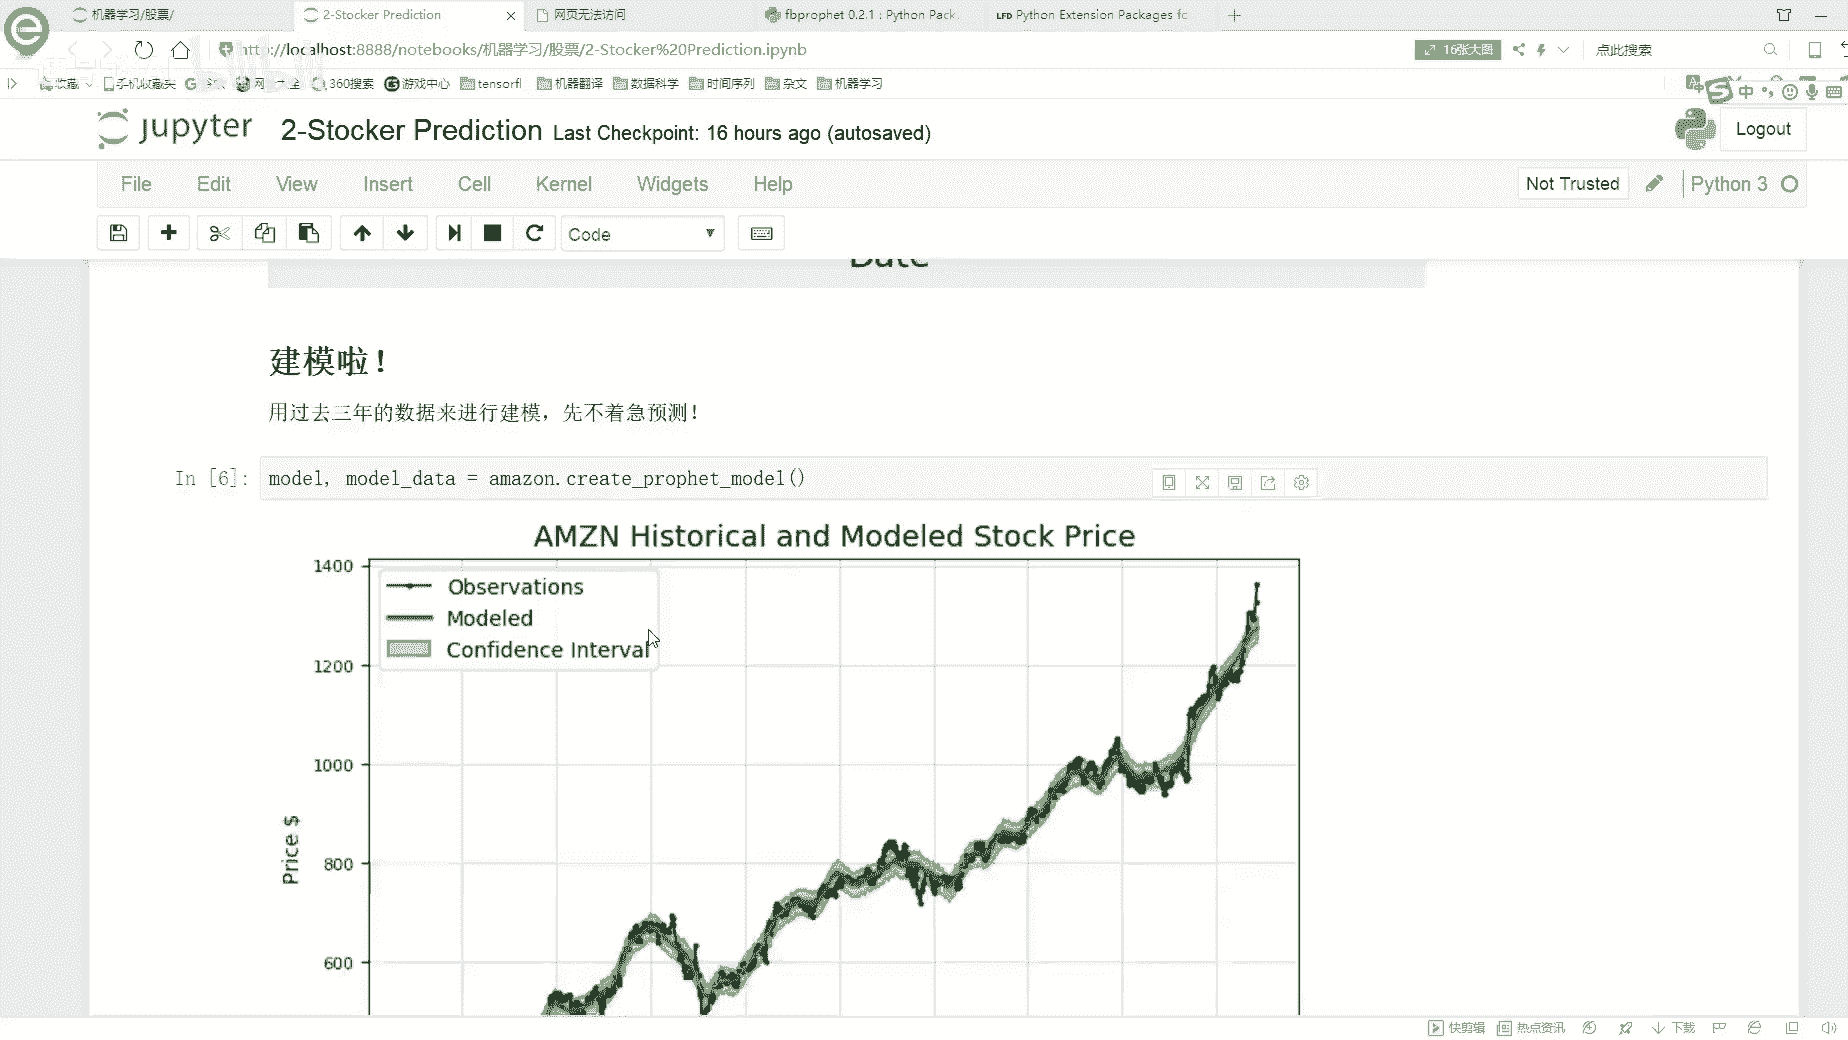 机器学习/股票/
2-Stocker Prediction
网页无法访问
fbprophet 0.2.1 : Python Pack
LFD Python Extension Packages fc
http://localhost:8888/notebooks/机器学习/股票/2-Stocker%20Prediction.ipynb
16张大图
点此搜索
收藏
手机收藏夹
360搜索
游戏中心
tensorfl
机器翻译
数据科学
时间序列
杂文
机器学习
中
jupyter
2-Stocker Prediction
Last Checkpoint: 16 hours ago (autosaved)
Logout
File
Edit
View
Insert
Cell
Kernel
Widgets
Help
Not Trusted
Python 3
Code
Date
建模啦！
用过去三年的数据来进行建模，先不着急预测！
In [6]:
model, model_data = amazon.create_prophet_model()
AMZN Historical and Modeled Stock Price
Observations
Modeled
Confidence Interval
1400
1200
1000
800
600
Price $
快剪辑
热点资讯
下载